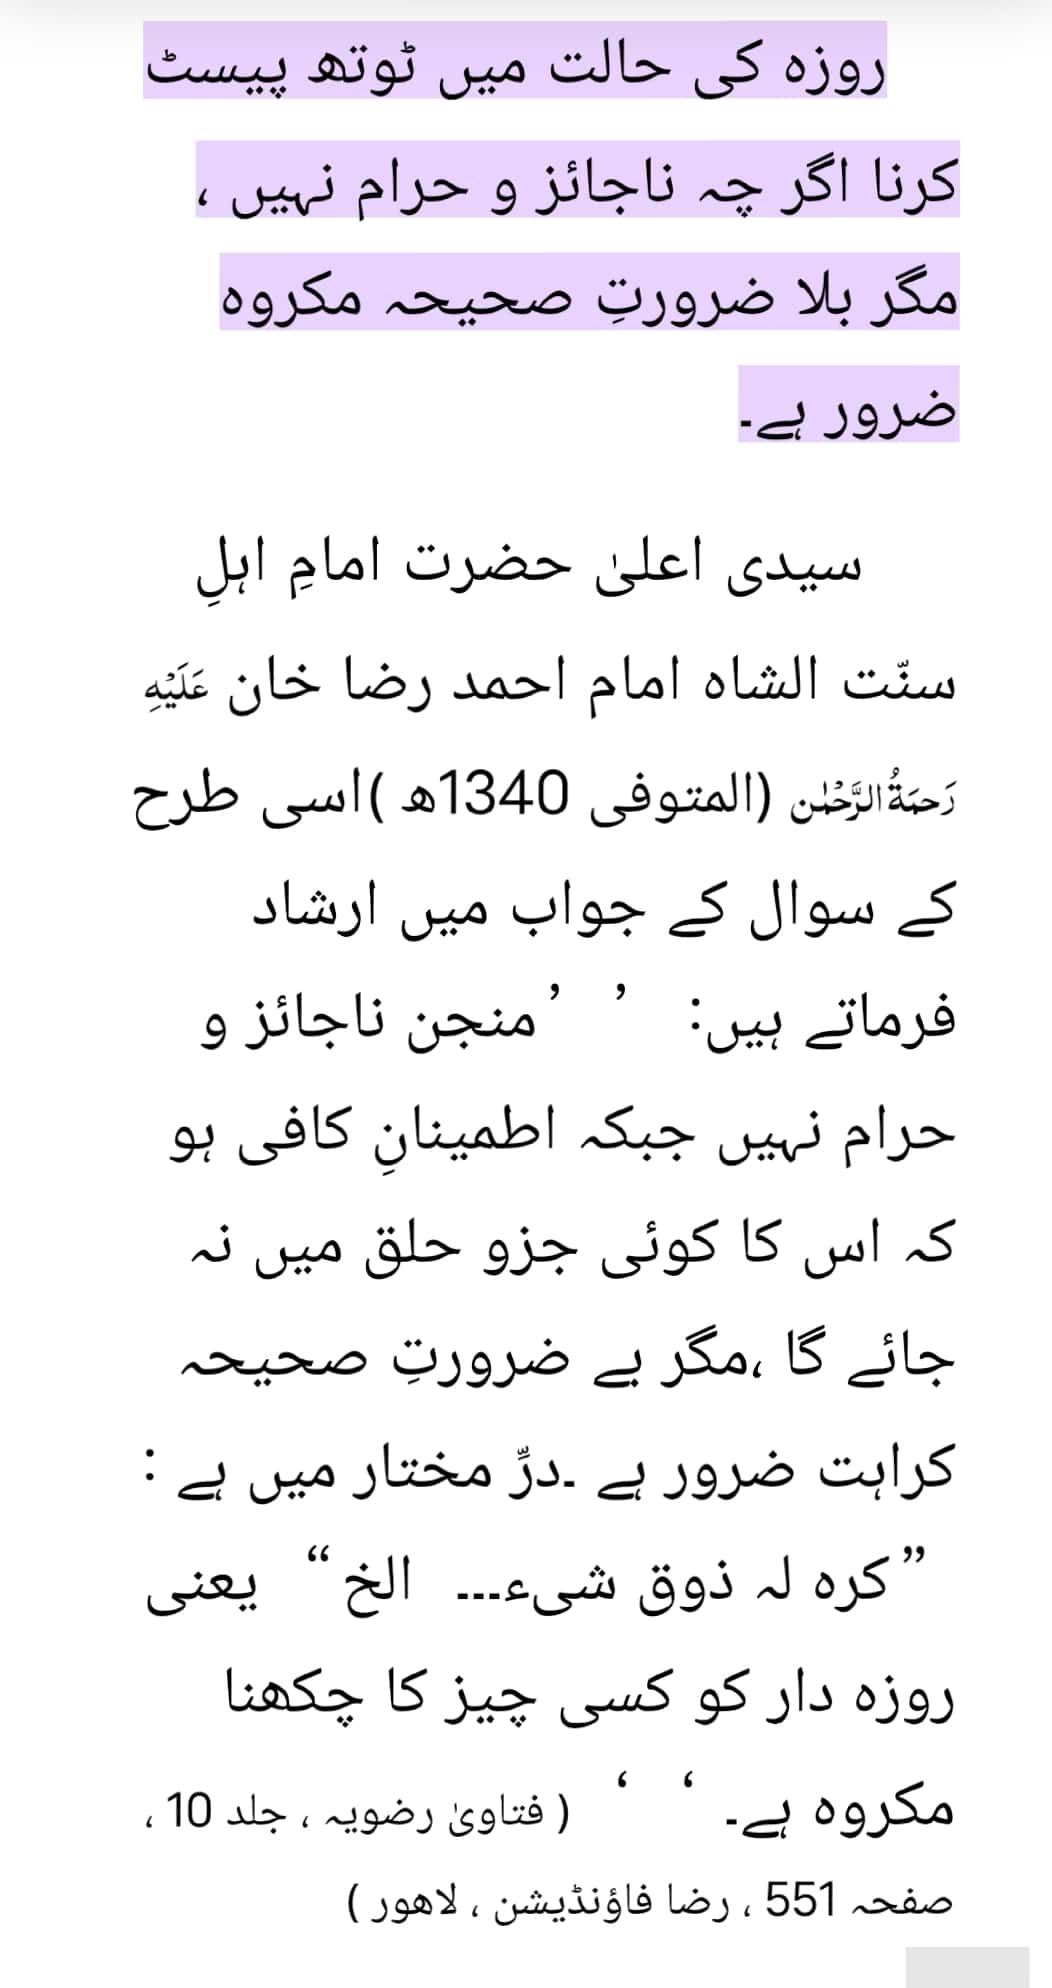 روزہ کی حالت میں ٹوتھ پیسٹ
کرنا اگر چہ ناجائز و حرام نہیں ،
مگر بلا ضرورتِ صحیحہ مکروہ
ضرور ہے۔
سیدی اعلیٰ حضرت امامِ اہلِ
سنّت الشاہ امام احمد رضا خان عَلَیْہِ
رَحمَۃُ الرَّحْمٰن (المتوفی 1340ھ )اسی طرح
کے سوال کے جواب میں ارشاد
فرماتے ہیں: ’ ’منجن ناجائز و
حرام نہیں جبکہ اطمینانِ کافی ہو
کہ اس کا کوئی جزو حلق میں نہ
جائے گا ،مگر بے ضرورتِ صحیحہ
کراہت ضرور ہے ۔درِّ مختار میں ہے :
”کرہ لہ ذوق شیء... الخ“ یعنی
روزہ دار کو کسی چیز کا چکھنا
مکروہ ہے۔‘ ‘ ( فتاویٰ رضویہ ، جلد 10 ،
صفحہ 551 ، رضا فاؤنڈیشن ، لاھور )